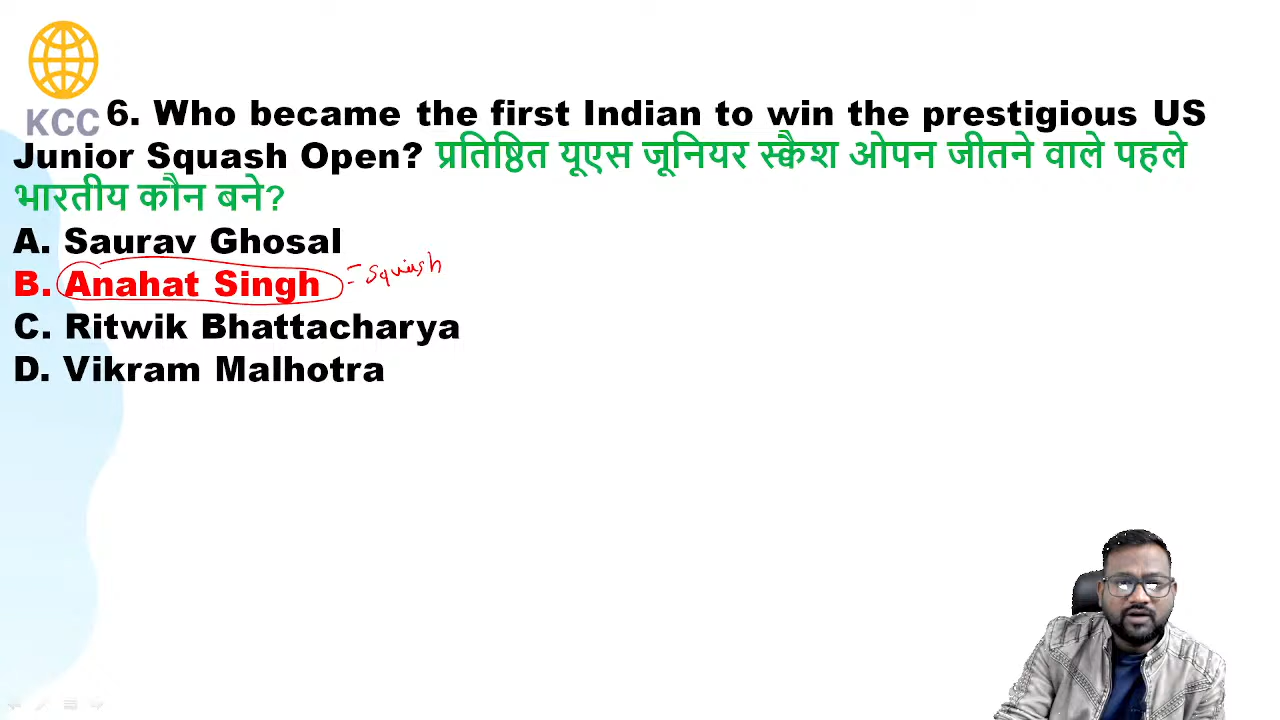 KCC
6. Who became the first Indian to win the prestigious US
Junior Squash Open? प्रतिष्ठित यूएस जूनियर स्कैश ओपन जीतने वाले पहले
भारतीय कौन बने?
A. Saurav Ghosal
B. Anahat Singh = Squash
C. Ritwik Bhattacharya
D. Vikram Malhotra